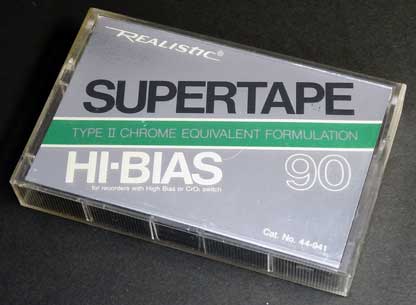 REALISTIC
SUPERTAPE
TYPE II CHROME EQUIVALENT FORMULATION
HI-BIAS 90
for recorders with High Bias or CrO₂ switch
Cat. No. 44-941